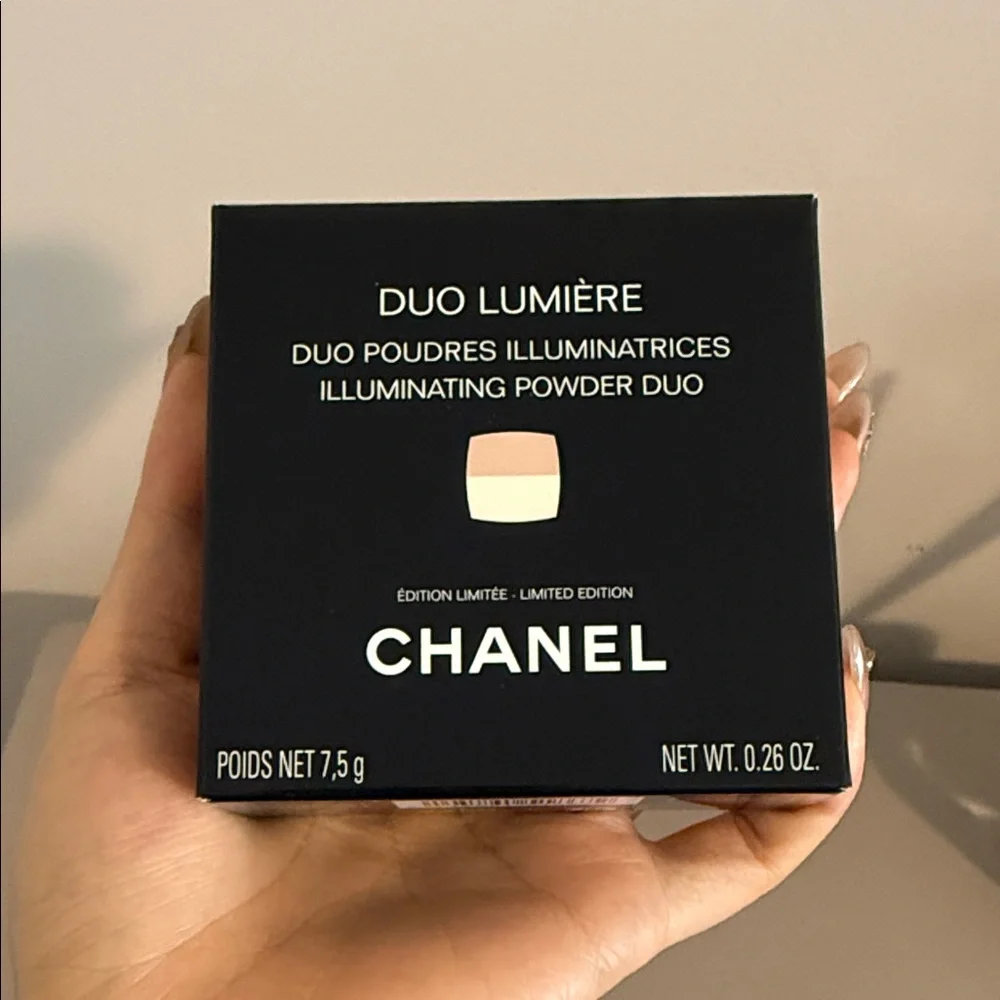 DUO LUMIÈRE
DUO POUDRES ILLUMINATRICES
ILLUMINATING POWDER DUO
ÉDITION LIMITÉE - LIMITED EDITION
CHANEL
POIDS NET 7,5 g
NET WT. 0.26 OZ.